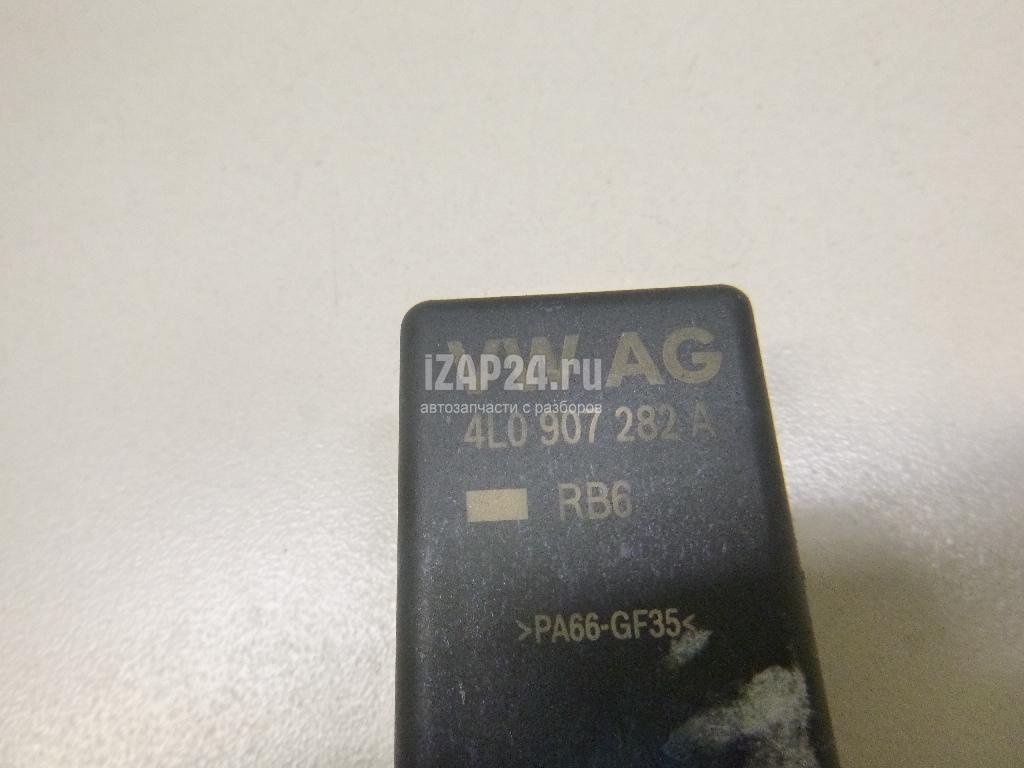 VW AG
iZAP24.ru
автозапчасти с разборов
4L0 907 282 A
RB6
>PA66-GF35<